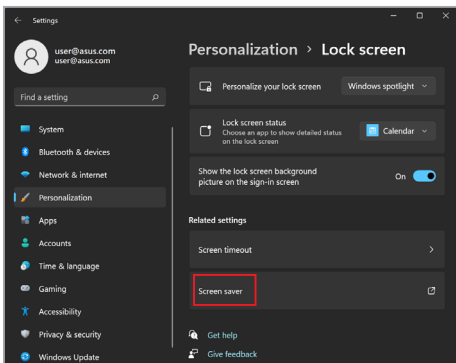 Settings
user@asus.com
user@asus.com
Find a setting
System
Bluetooth & devices
Network & internet
Personalization
Apps
Accounts
Time & language
Gaming
Accessibility
Privacy & security
Windows Update
Personalization > Lock screen
Personalize your lock screen
Windows spotlight
Lock screen status
Choose an app to show detailed status
on the lock screen
Calendar
Show the lock screen background
picture on the sign-in screen
On
Related settings
Screen timeout
Screen saver
Get help
Give feedback